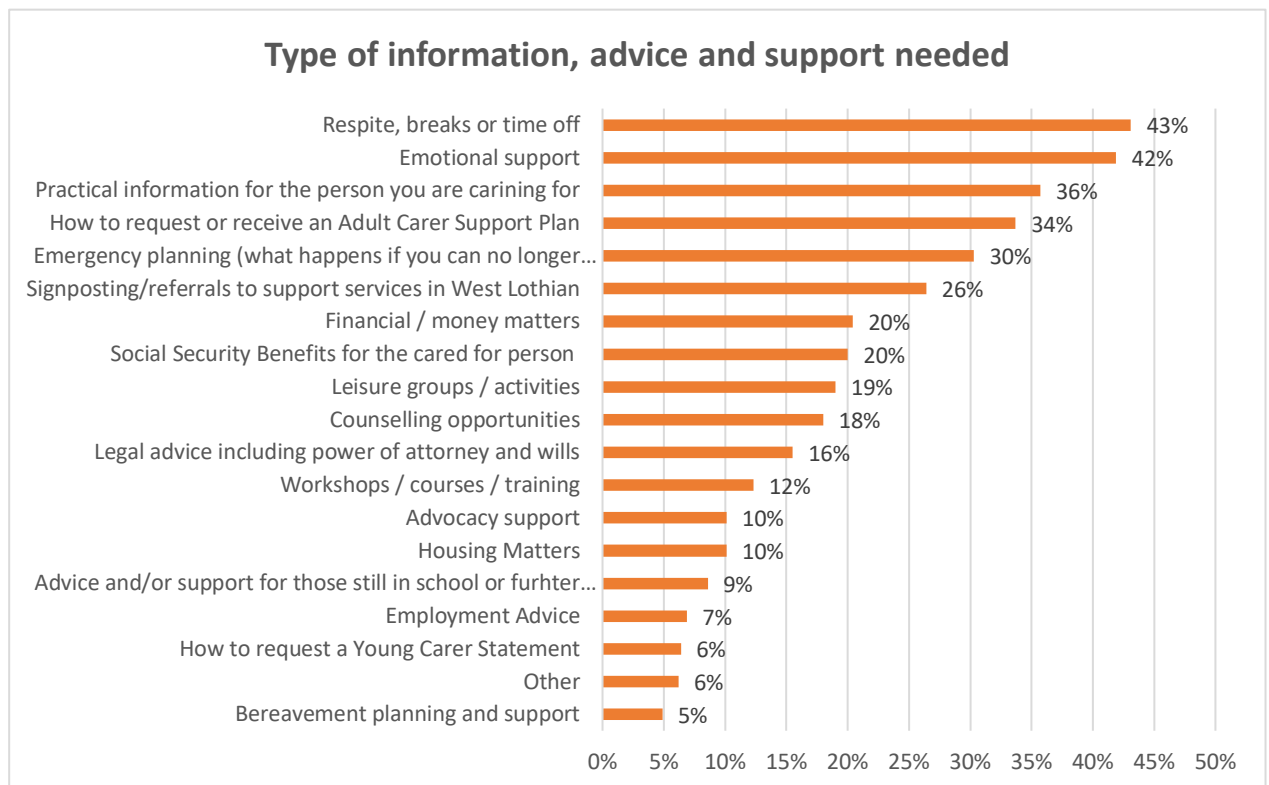 Type of information, advice and support needed
Respite, breaks or time off 43%
Emotional support 42%
Practical information for the person you are carining for 36%
How to request or receive an Adult Carer Support Plan 34%
Emergency planning (what happens if you can no longer... 30%
Signposting/referrals to support services in West Lothian 26%
Financial / money matters 20%
Social Security Benefits for the cared for person 20%
Leisure groups / activities 19%
Counselling opportunities 18%
Legal advice including power of attorney and wills 16%
Workshops / courses / training 12%
Advocacy support 10%
Housing Matters 10%
Advice and/or support for those still in school or furhter... 9%
Employment Advice 7%
How to request a Young Carer Statement 6%
Other 6%
Bereavement planning and support 5%
0% 5% 10% 15% 20% 25% 30% 35% 40% 45% 50%